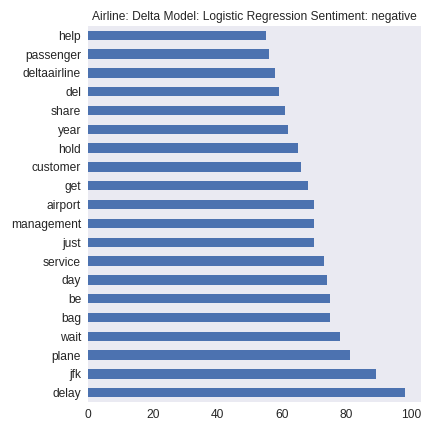 Airline: Delta Model: Logistic Regression Sentiment: negative
help
passenger
deltaairline
del
share
year
hold
customer
get
airport
management
just
service
day
be
bag
wait
plane
jfk
delay
0 20 40 60 80 100